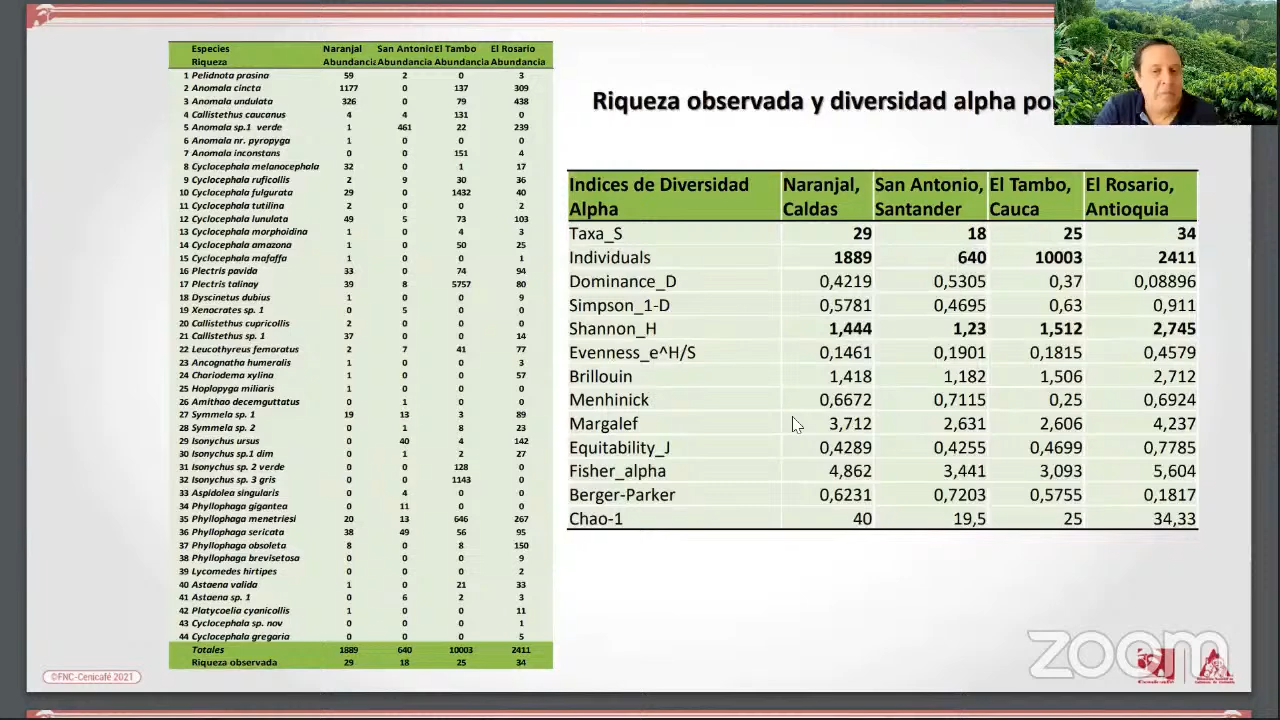 Especies Naranjal San Antonio El Tambo El Rosario
Riqueza Abundancia Abundancia Abundancia Abundancia
1 Pelidnota prasina 59 2 0 3
2 Anomala cincta 1177 0 137 309
3 Anomala undulata 326 0 79 438
4 Callistethus caucanus 4 4 131 0
5 Anomala sp.1 verde 1 461 22 239
6 Anomala nr. pyropyga 1 0 0 0
7 Anomala inconstans 0 0 151 4
8 Cyclocephala melanocephala 32 0 1 17
9 Cyclocephala ruficollis 2 9 30 36
10 Cyclocephala fulgurata 29 0 1432 40
11 Cyclocephala tutilina 2 0 0 2
12 Cyclocephala lunulata 49 5 73 103
13 Cyclocephala morphoidina 1 0 4 3
14 Cyclocephala amazona 1 0 50 25
15 Cyclocephala mafaffa 1 0 0 1
16 Plectris pavida 33 0 74 94
17 Plectris talinay 39 8 5757 80
18 Dyscinetus dubius 1 0 0 9
19 Xenocrates sp. 1 0 5 0 0
20 Callistethus cupricollis 2 0 0 0
21 Callistethus sp. 1 37 0 0 14
22 Leucothyreus femoratus 2 7 41 77
23 Ancognatha humeralis 1 0 0 3
24 Chariodema xylina 1 0 0 57
25 Hoplopyga miliaris 1 0 0 0
26 Amithao decemguttatus 0 1 0 0
27 Symmela sp. 1 19 13 3 89
28 Symmela sp. 2 0 1 8 23
29 Isonychus ursus 0 40 4 142
30 Isonychus sp.1 dim 0 1 2 27
31 Isonychus sp. 2 verde 0 0 128 0
32 Isonychus sp. 3 gris 0 0 1143 0
33 Aspidolea singularis 0 4 0 0
34 Phyllophaga gigantea 0 11 0 0
35 Phyllophaga menetriesi 20 13 646 267
36 Phyllophaga sericata 38 49 56 95
37 Phyllophaga obsoleta 8 0 8 150
38 Phyllophaga brevisetosa 0 0 0 9
39 Lycomedes hirtipes 0 0 0 2
40 Astaena valida 1 0 21 33
41 Astaena sp. 1 0 6 2 3
42 Platycoelia cyanicollis 1 0 0 11
43 Cyclocephala sp. nov 0 0 0 1
44 Cyclocephala gregaria 0 0 0 5
Totales 1889 640 10003 2411
Riqueza observada 29 18 25 34
Riqueza observada y diversidad alpha po
Indices de Diversidad Naranjal, San Antonio, El Tambo, El Rosario,
Alpha Caldas Santander Cauca Antioquia
Taxa_S 29 18 25 34
Individuals 1889 640 10003 2411
Dominance_D 0,4219 0,5305 0,37 0,08896
Simpson_1-D 0,5781 0,4695 0,63 0,911
Shannon_H 1,444 1,23 1,512 2,745
Evenness_e^H/S 0,1461 0,1901 0,1815 0,4579
Brillouin 1,418 1,182 1,506 2,712
Menhinick 0,6672 0,7115 0,25 0,6924
Margalef 3,712 2,631 2,606 4,237
Equitability_J 0,4289 0,4255 0,4699 0,7785
Fisher_alpha 4,862 3,441 3,093 5,604
Berger-Parker 0,6231 0,7203 0,5755 0,1817
Chao-1 40 19,5 25 34,33
©FNC-Cenicafé 2021
zoom
Cenicafé